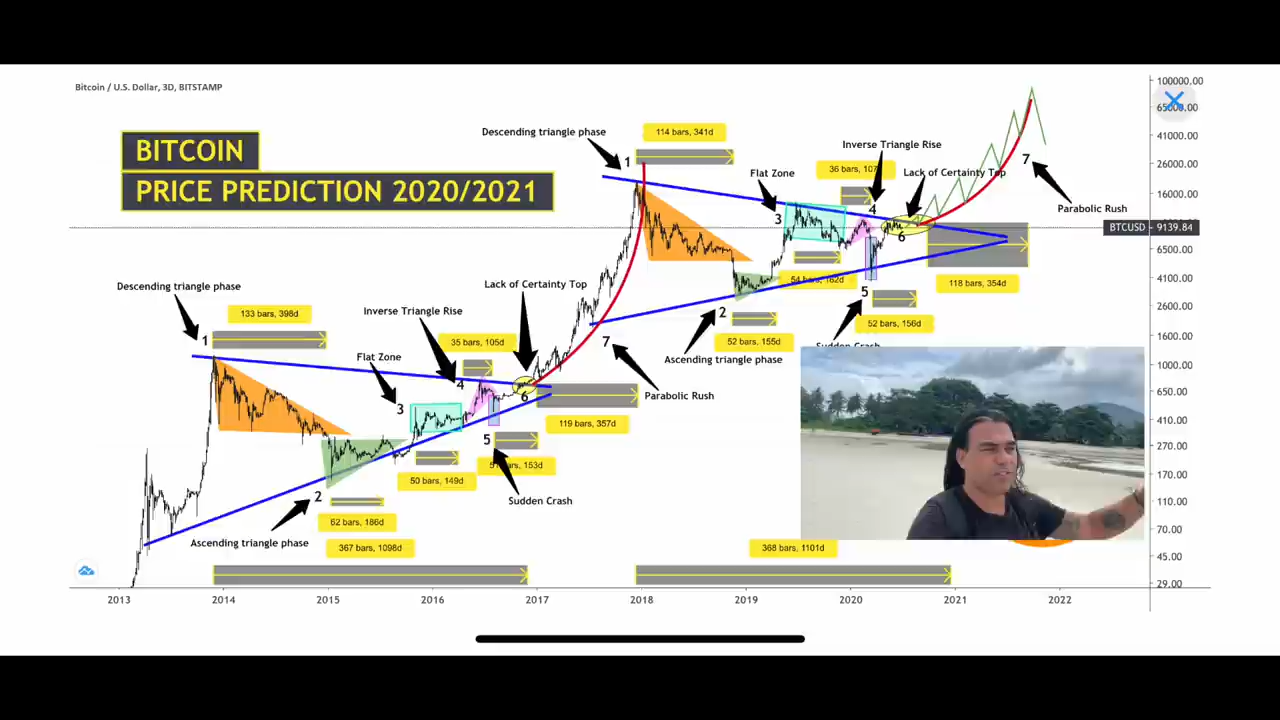 Bitcoin / U.S. Dollar, 3D, BITSTAMP
BITCOIN
PRICE PREDICTION 2020/2021
Descending triangle phase
1
133 bars, 398d
Ascending triangle phase
2
62 bars, 186d
367 bars, 1098d
Flat Zone
3
50 bars, 149d
Inverse Triangle Rise
35 bars, 105d
4
5
bars, 153d
Sudden Crash
Lack of Certainty Top
6
119 bars, 357d
7
Parabolic Rush
Descending triangle phase
1
114 bars, 341d
2
52 bars, 155d
Ascending triangle phase
Flat Zone
3
54 bars, 162d
Inverse Triangle Rise
36 bars, 107
4
5
52 bars, 156d
Sudden Crash
Lack of Certainty Top
6
118 bars, 354d
7
Parabolic Rush
368 bars, 1101d
100000.00
41000.00
26000.00
16000.00
BTCUSD
9139.84
6500.00
4100.00
2600.00
1600.00
1000.00
650.00
410.00
270.00
170.00
110.00
70.00
45.00
29.00
2013
2014
2015
2016
2017
2018
2019
2020
2021
2022